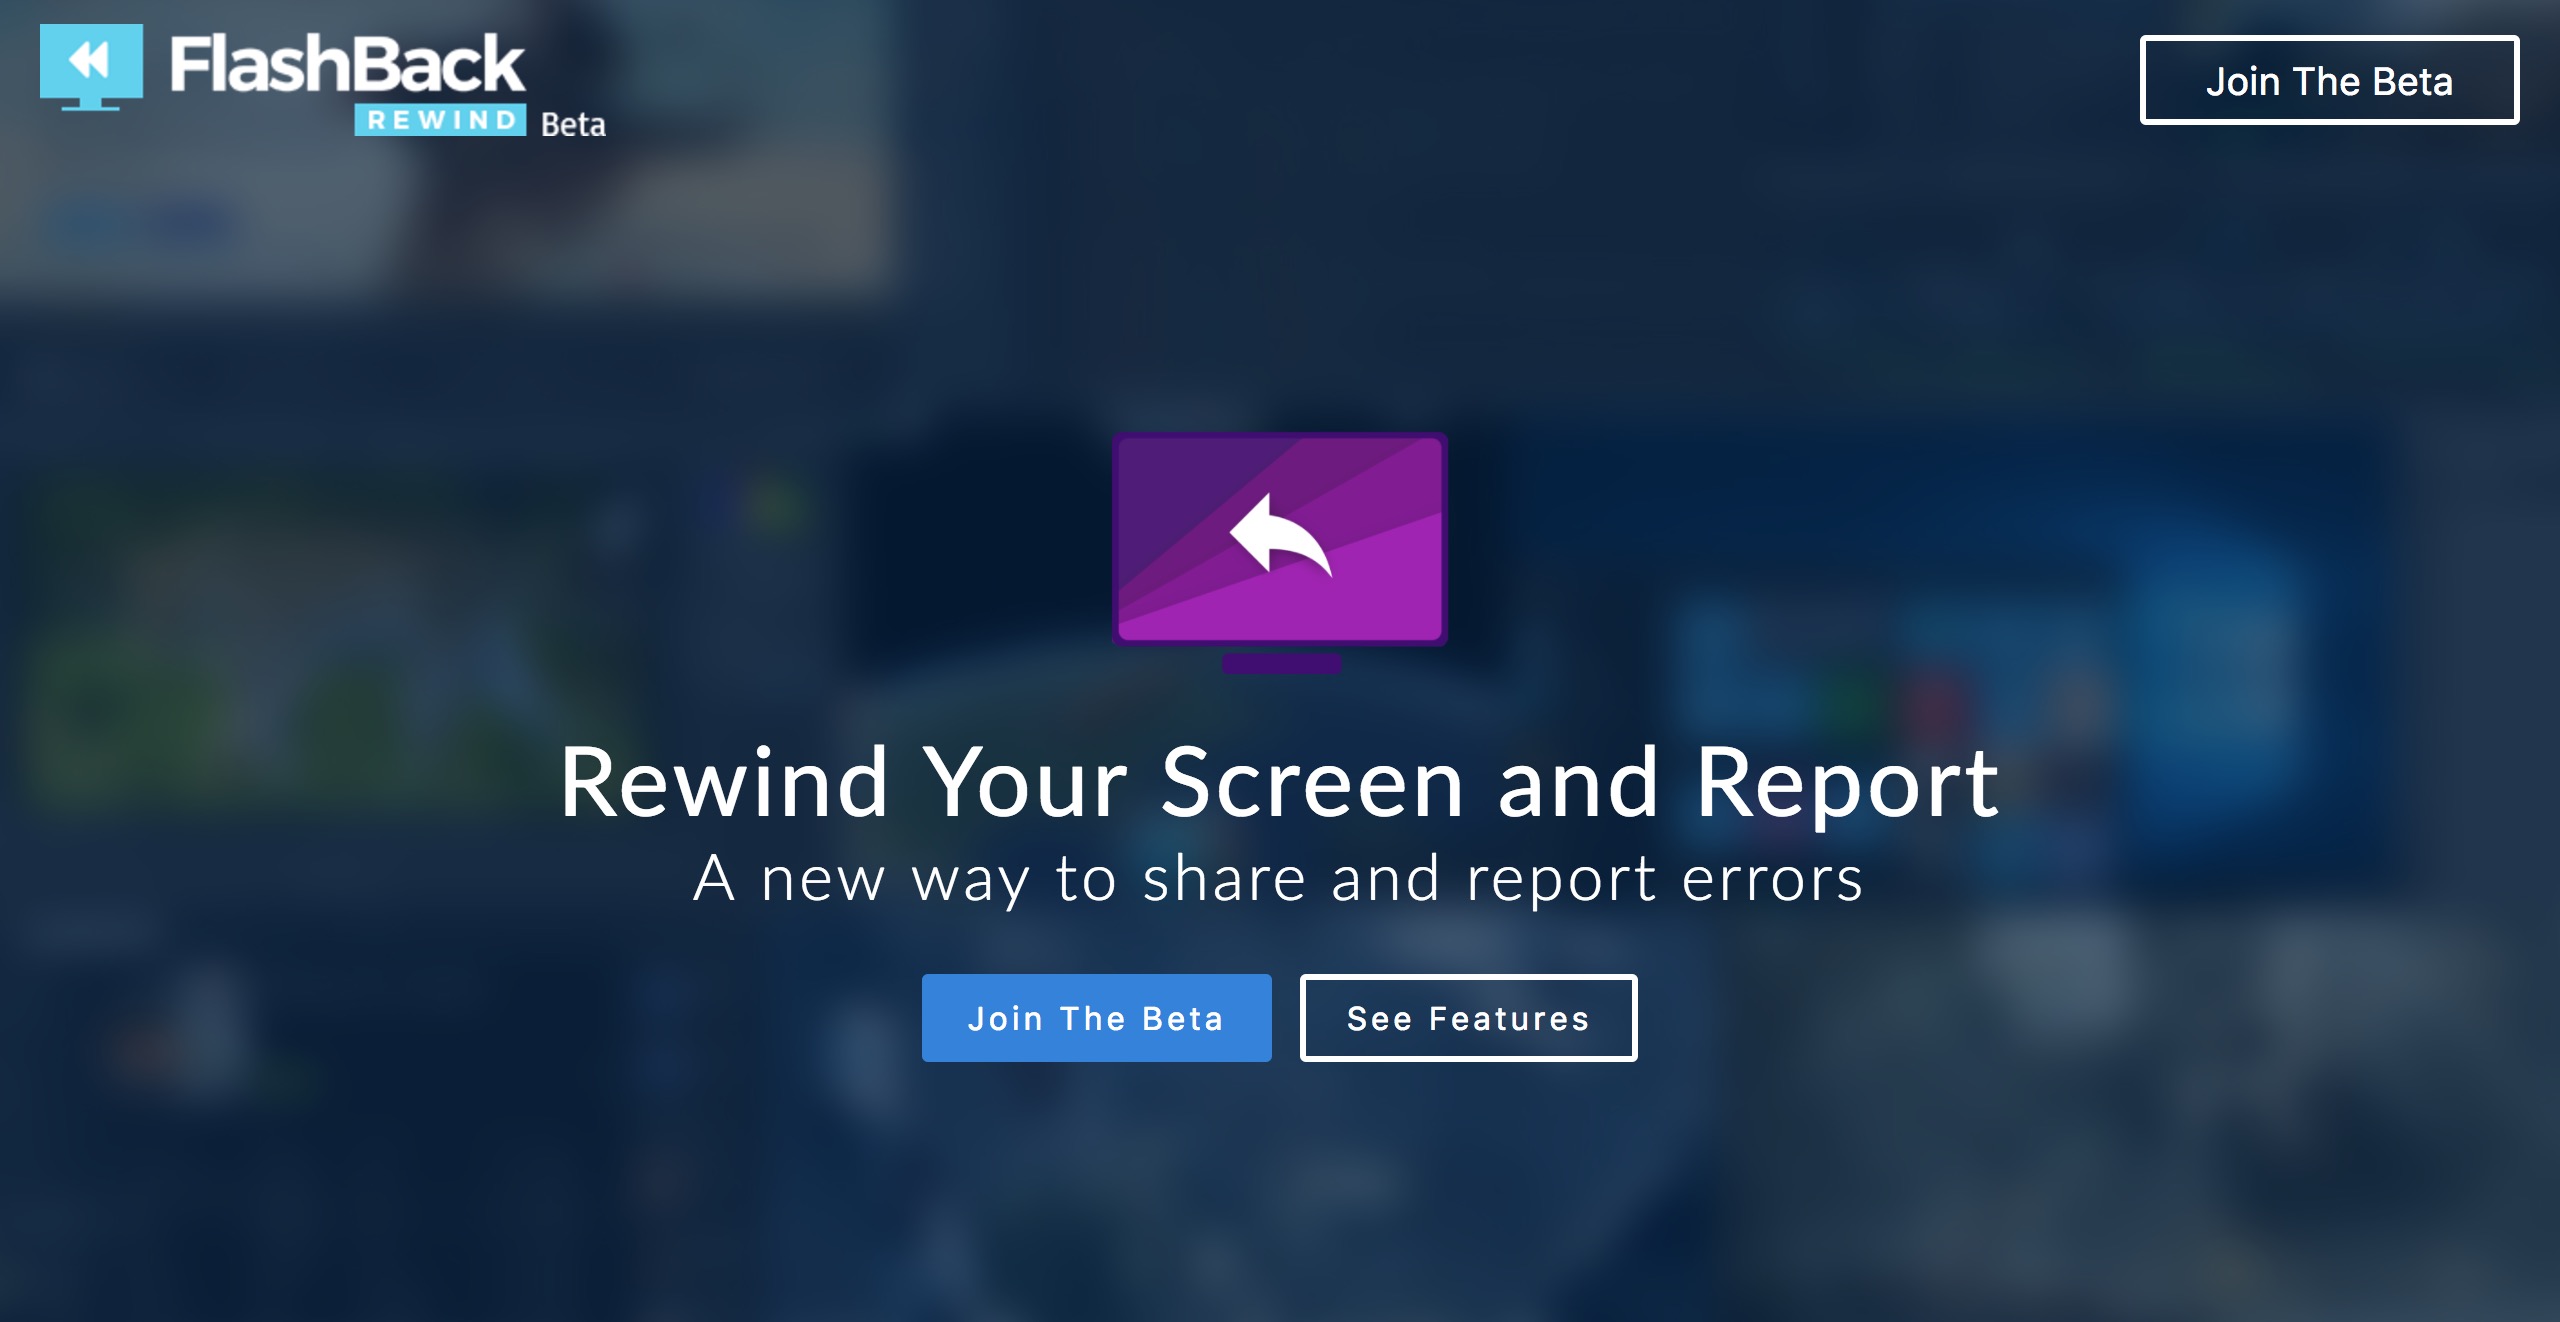 FlashBack
REWIND Beta
Join The Beta
Rewind Your Screen and Report
A new way to share and report errors
Join The Beta
See Features